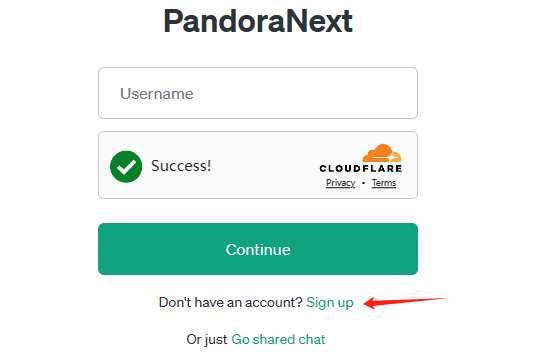 PandoraNext
Username
Success!
CLOUDFLARE
Privacy • Terms
Continue
Don't have an account? Sign up
Or just Go shared chat